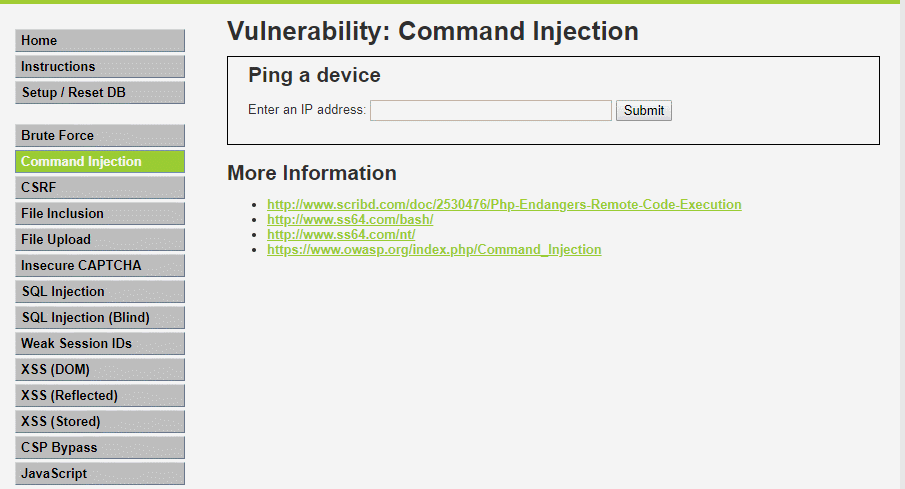 Home
Instructions
Setup / Reset DB
Brute Force
Command Injection
CSRF
File Inclusion
File Upload
Insecure CAPTCHA
SQL Injection
SQL Injection (Blind)
Weak Session IDs
XSS (DOM)
XSS (Reflected)
XSS (Stored)
CSP Bypass
JavaScript
Vulnerability: Command Injection
Ping a device
Enter an IP address: Submit
More Information
http://www.scribd.com/doc/2530476/Php-Endangers-Remote-Code-Execution
http://www.ss64.com/bash/
http://www.ss64.com/nt/
https://www.owasp.org/index.php/Command_Injection